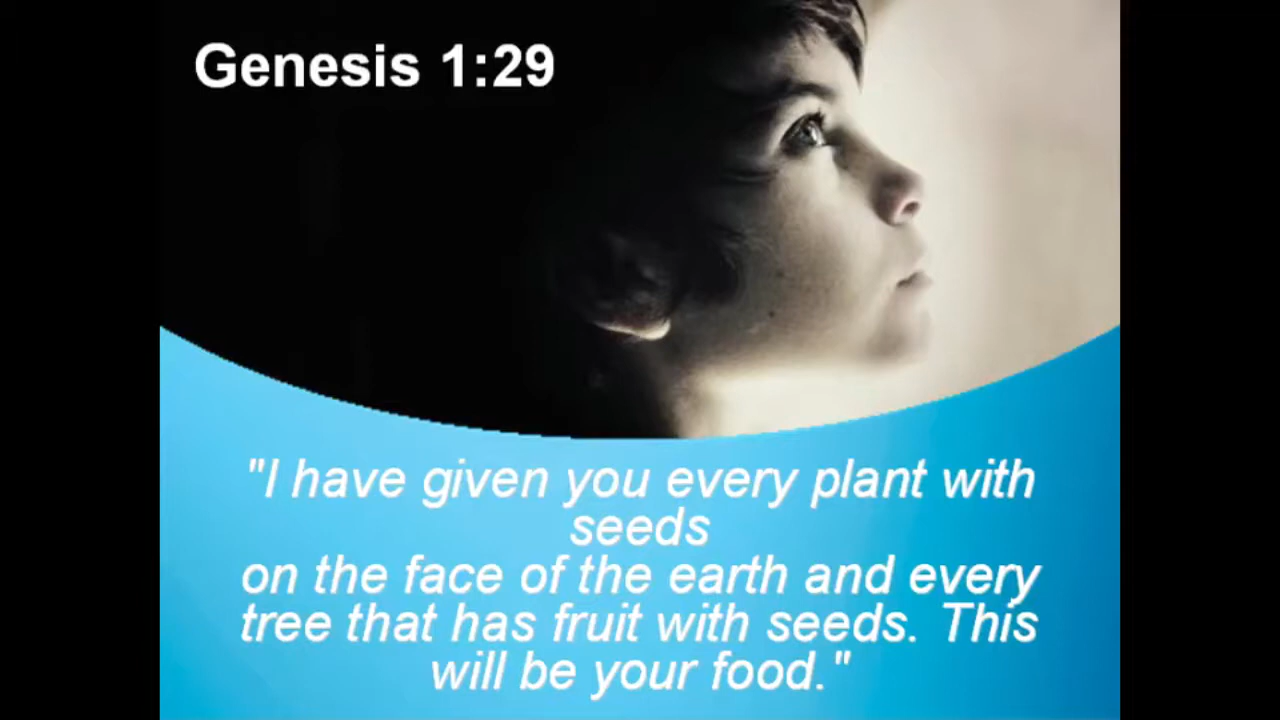 Genesis 1:29
"I have given you every plant with
seeds
on the face of the earth and every
tree that has fruit with seeds. This
will be your food."